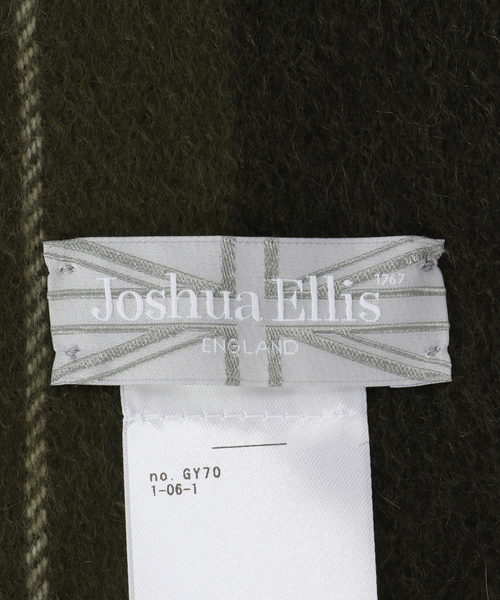 Joshua Ellis 1767
ENGLAND
no. GY70
1-06-1